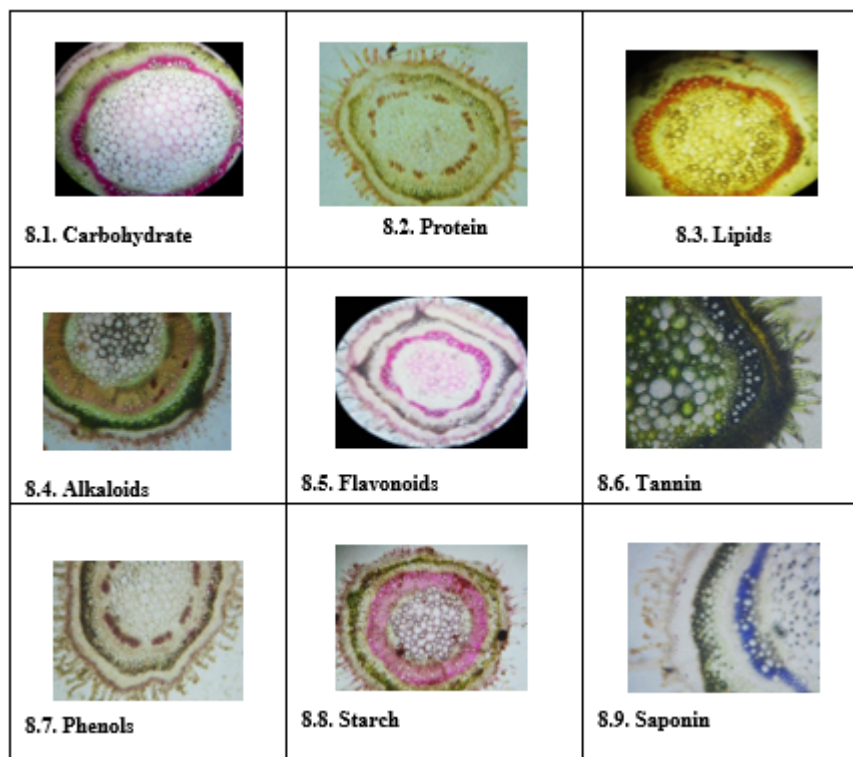 8.1. Carbohydrate
8.2. Protein
8.3. Lipids
8.4. Alkaloids
8.5. Flavonoids
8.6. Tannin
8.7. Phenols
8.8. Starch
8.9. Saponin